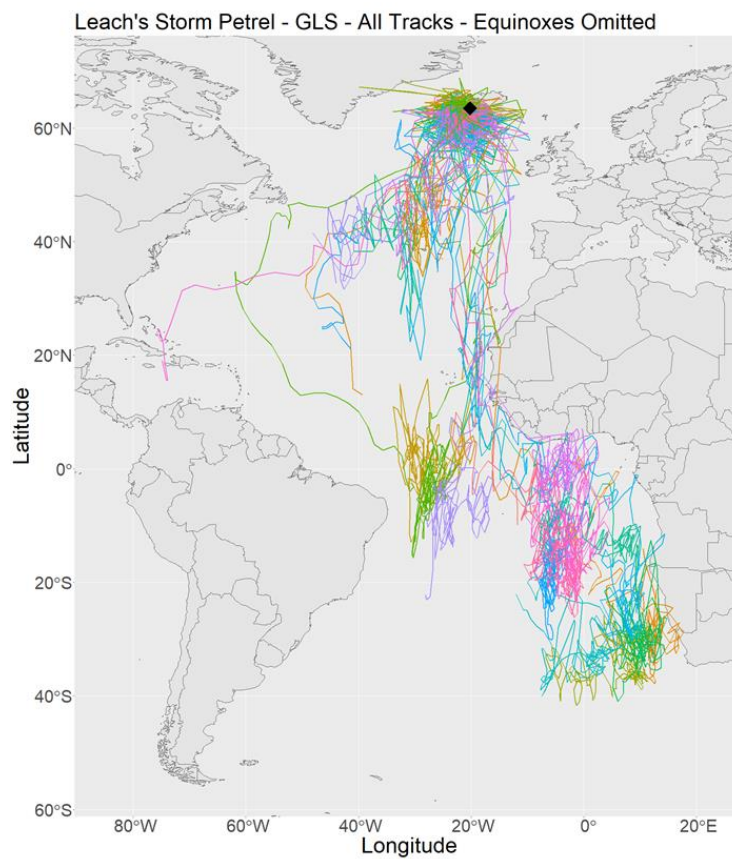 Leach's Storm Petrel - GLS - All Tracks - Equinoxes Omitted
60°N
40°N
20°N
0°
20°S
40°S
60°S
Latitude
80°W
60°W
40°W
20°W
0°
20°E
Longitude